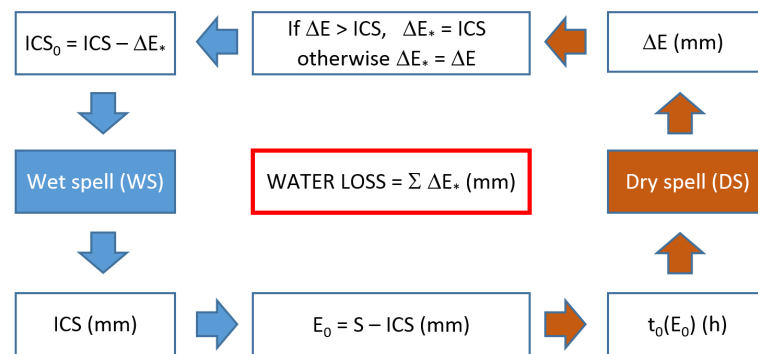 ICS₀ = ICS – ΔE*
If ΔE > ICS, ΔE* = ICS
otherwise ΔE* = ΔE
ΔE (mm)
Wet spell (WS)
WATER LOSS = Σ ΔE* (mm)
Dry spell (DS)
ICS (mm)
E₀ = S – ICS (mm)
t₀(E₀) (h)